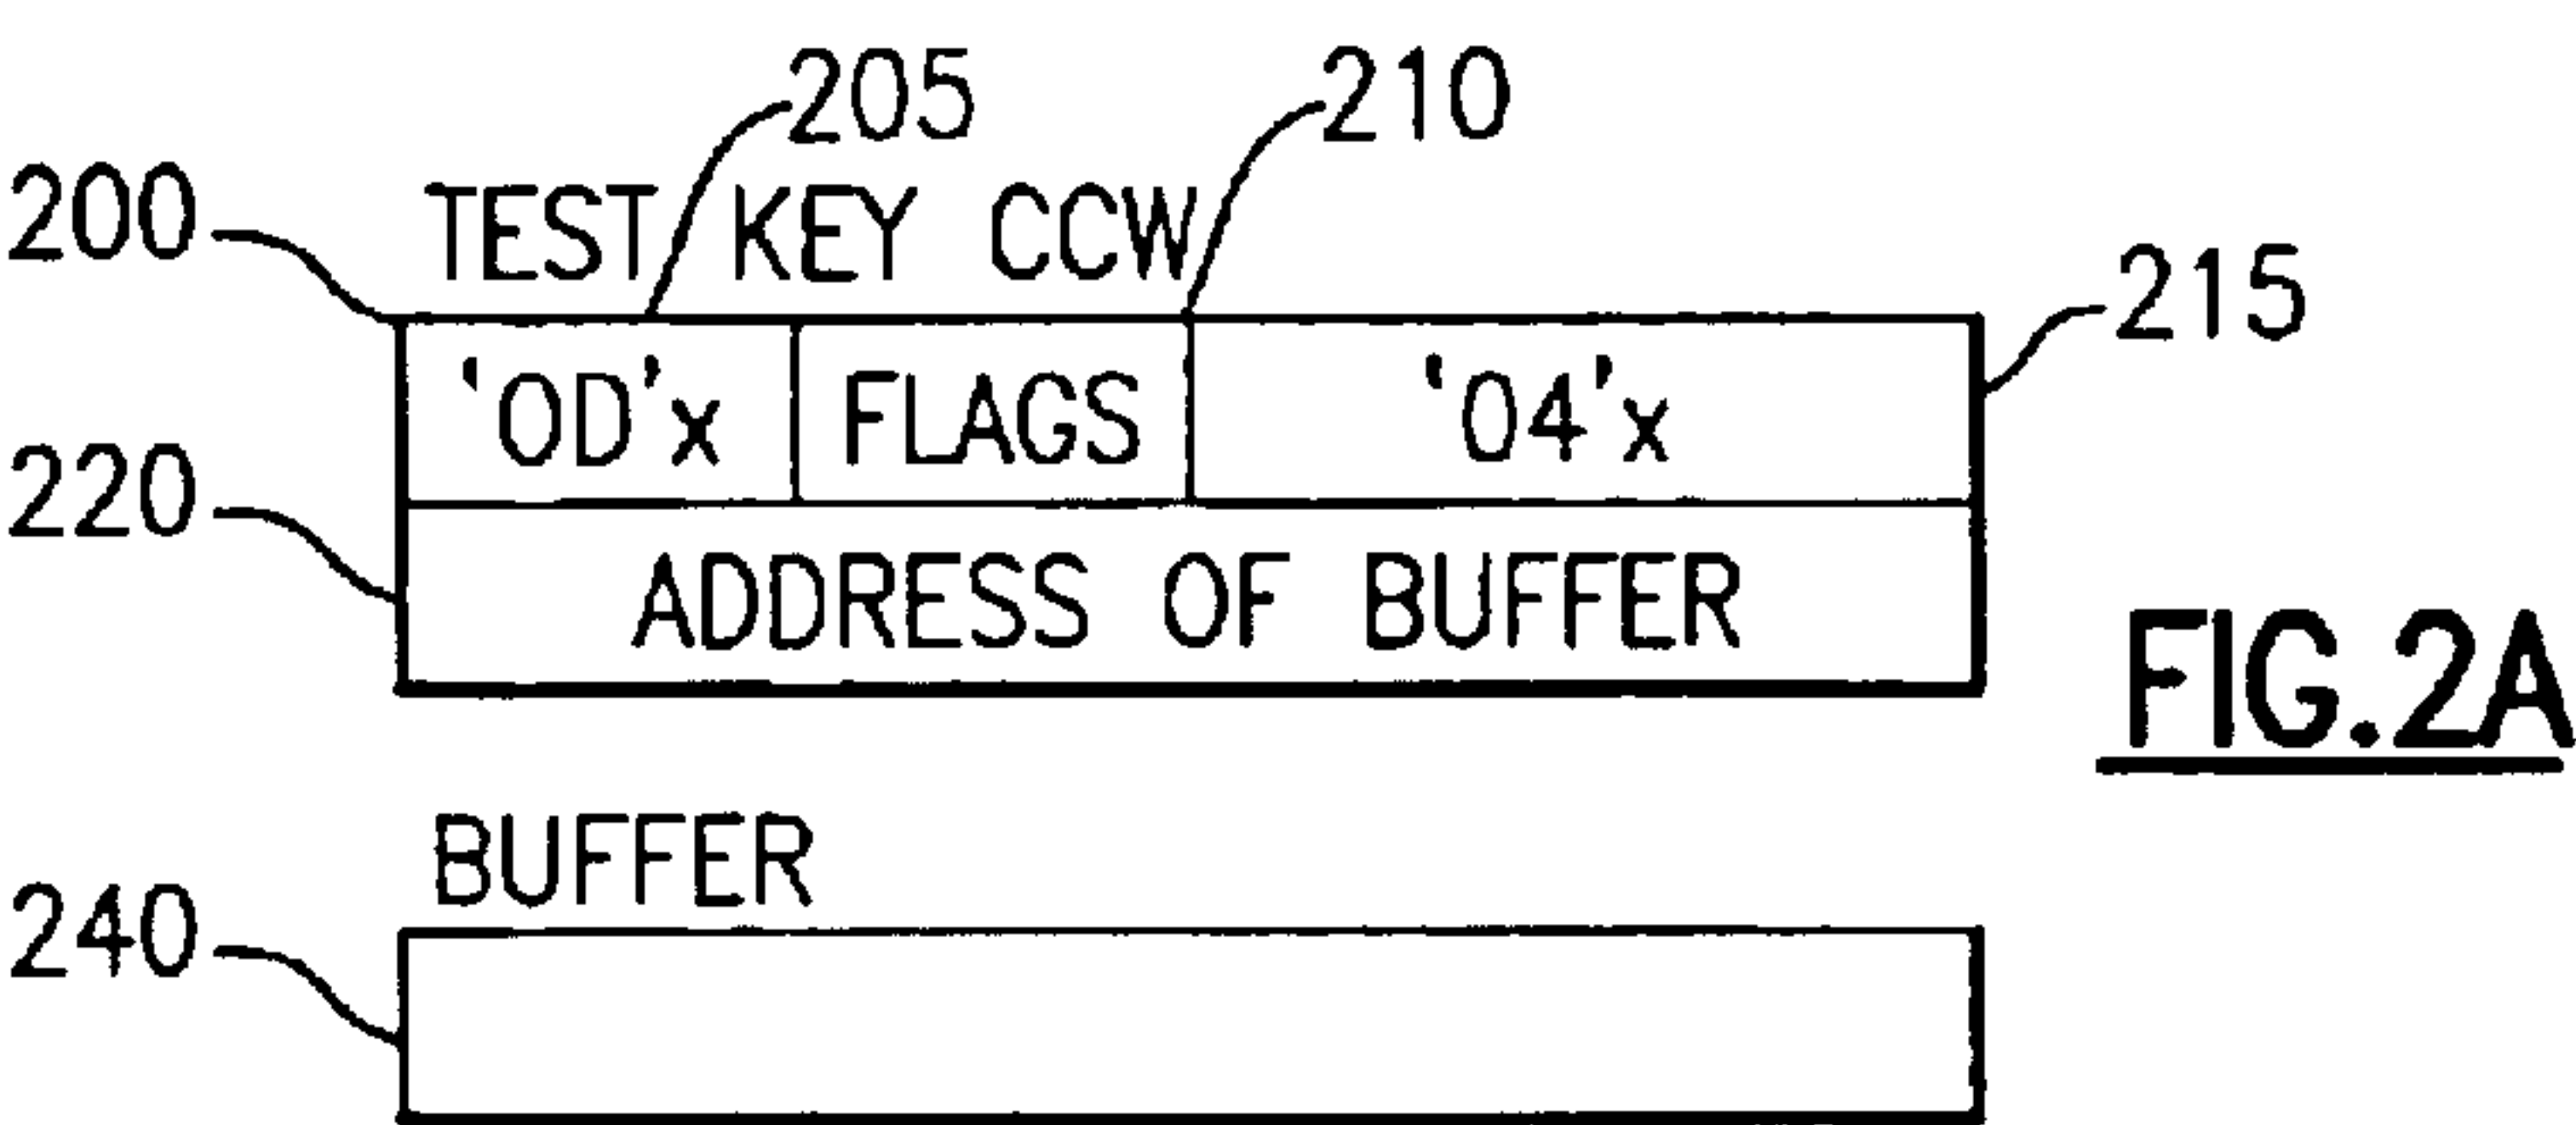 205 210
200 TEST KEY CCW 215
'0D'x FLAGS '04'x
220 ADDRESS OF BUFFER
FIG.2A
BUFFER
240